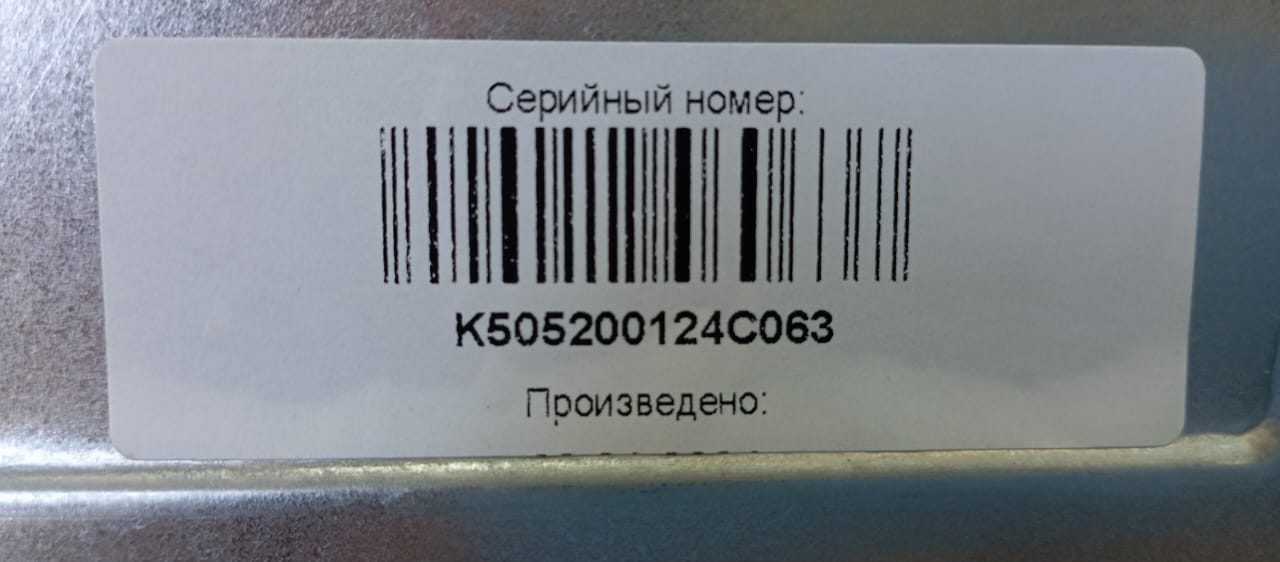 Серийный номер:
K505200124C063
Произведено: